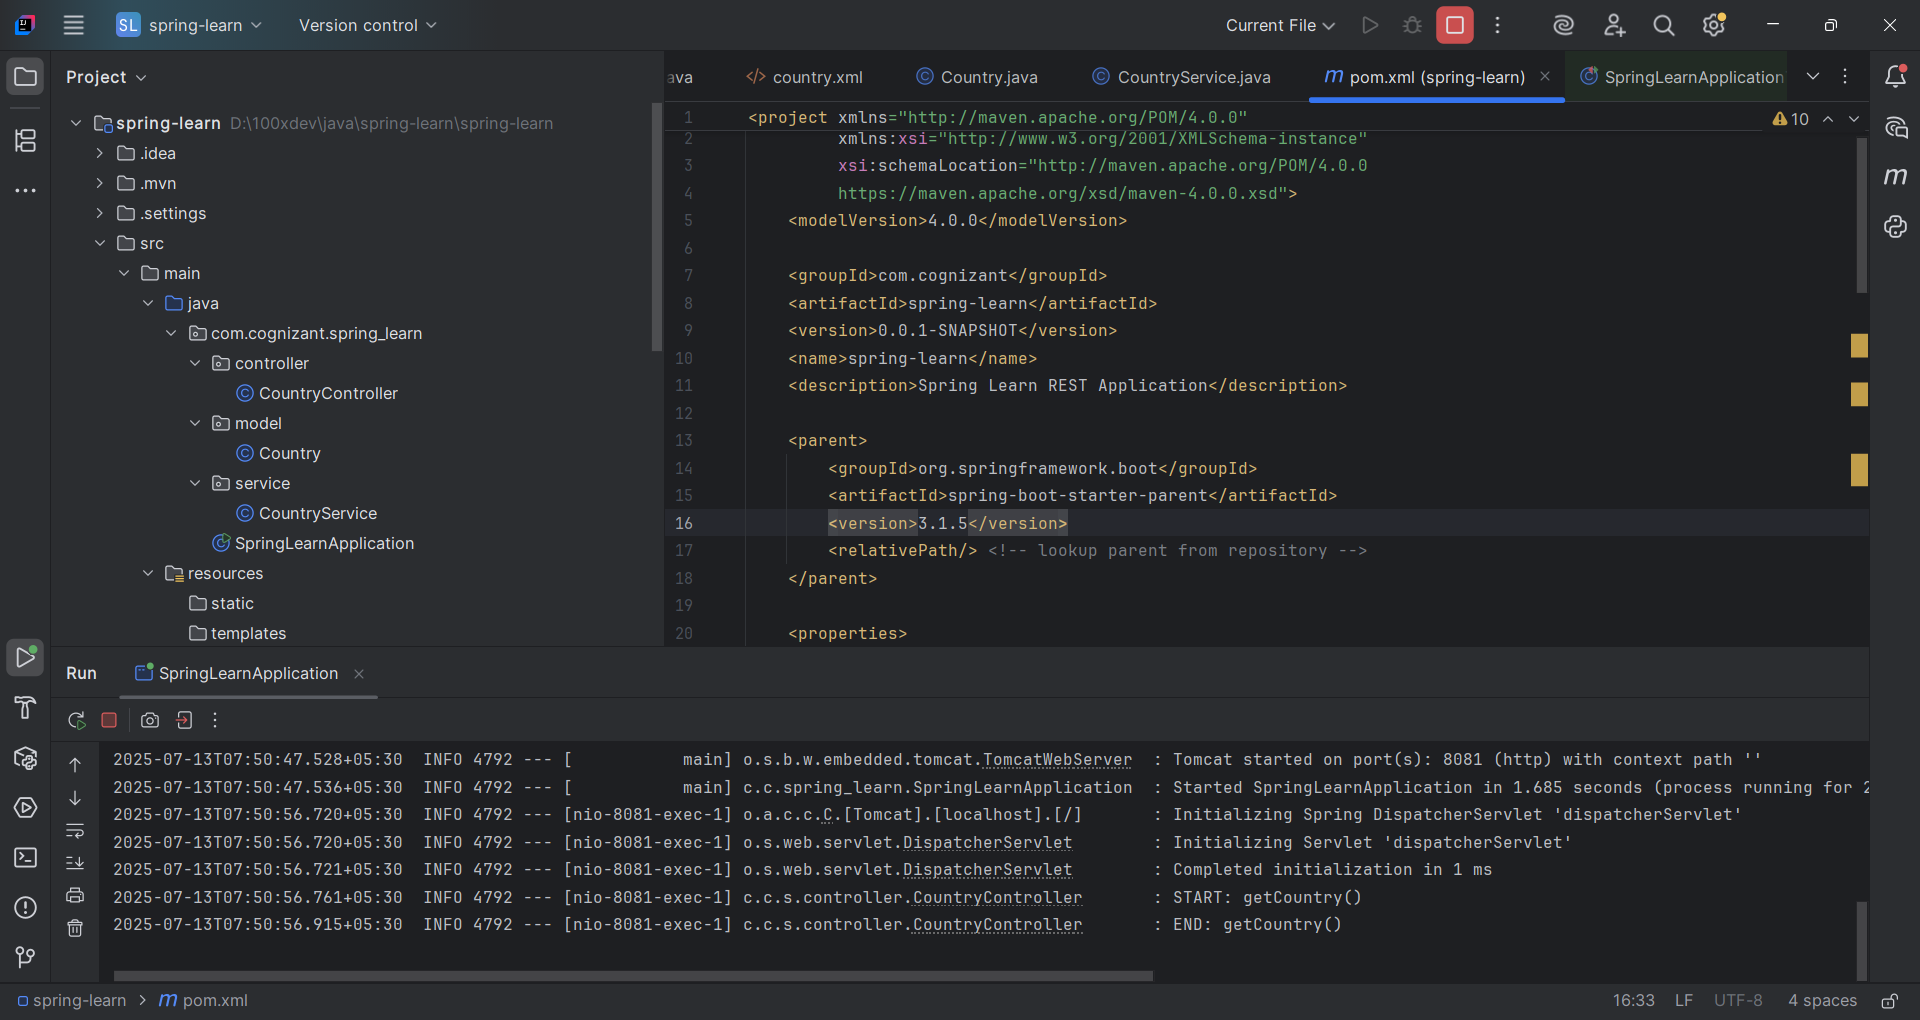 SL spring-learn
Version control
Current File
Project
ava
country.xml
Country.java
CountryService.java
m pom.xml (spring-learn)
SpringLearnApplication
spring-learn D:\100xdev\java\spring-learn\spring-learn
.idea
.mvn
.settings
src
main
java
com.cognizant.spring_learn
controller
CountryController
model
Country
service
CountryService
SpringLearnApplication
resources
static
templates
10
1 <project xmlns="http://maven.apache.org/POM/4.0.0"
2 xmlns:xsi="http://www.w3.org/2001/XMLSchema-instance"
3 xsi:schemaLocation="http://maven.apache.org/POM/4.0.0
4 https://maven.apache.org/xsd/maven-4.0.0.xsd">
5 <modelVersion>4.0.0</modelVersion>
6
7 <groupId>com.cognizant</groupId>
8 <artifactId>spring-learn</artifactId>
9 <version>0.0.1-SNAPSHOT</version>
10 <name>spring-learn</name>
11 <description>Spring Learn REST Application</description>
12
13 <parent>
14 <groupId>org.springframework.boot</groupId>
15 <artifactId>spring-boot-starter-parent</artifactId>
16 <version>3.1.5</version>
17 <relativePath/> <!-- lookup parent from repository -->
18 </parent>
19
20 <properties>
Run
SpringLearnApplication
2025-07-13T07:50:47.528+05:30  INFO 4792 --- [           main] o.s.b.w.embedded.tomcat.TomcatWebServer  : Tomcat started on port(s): 8081 (http) with context path ''
2025-07-13T07:50:47.536+05:30  INFO 4792 --- [           main] c.c.spring_learn.SpringLearnApplication  : Started SpringLearnApplication in 1.685 seconds (process running for 2
2025-07-13T07:50:56.720+05:30  INFO 4792 --- [nio-8081-exec-1] o.a.c.c.C.[Tomcat].[localhost].[/]       : Initializing Spring DispatcherServlet 'dispatcherServlet'
2025-07-13T07:50:56.720+05:30  INFO 4792 --- [nio-8081-exec-1] o.s.web.servlet.DispatcherServlet        : Initializing Servlet 'dispatcherServlet'
2025-07-13T07:50:56.721+05:30  INFO 4792 --- [nio-8081-exec-1] o.s.web.servlet.DispatcherServlet        : Completed initialization in 1 ms
2025-07-13T07:50:56.761+05:30  INFO 4792 --- [nio-8081-exec-1] c.c.s.controller.CountryController       : START: getCountry()
2025-07-13T07:50:56.915+05:30  INFO 4792 --- [nio-8081-exec-1] c.c.s.controller.CountryController       : END: getCountry()
spring-learn > m pom.xml
16:33 LF UTF-8 4 spaces